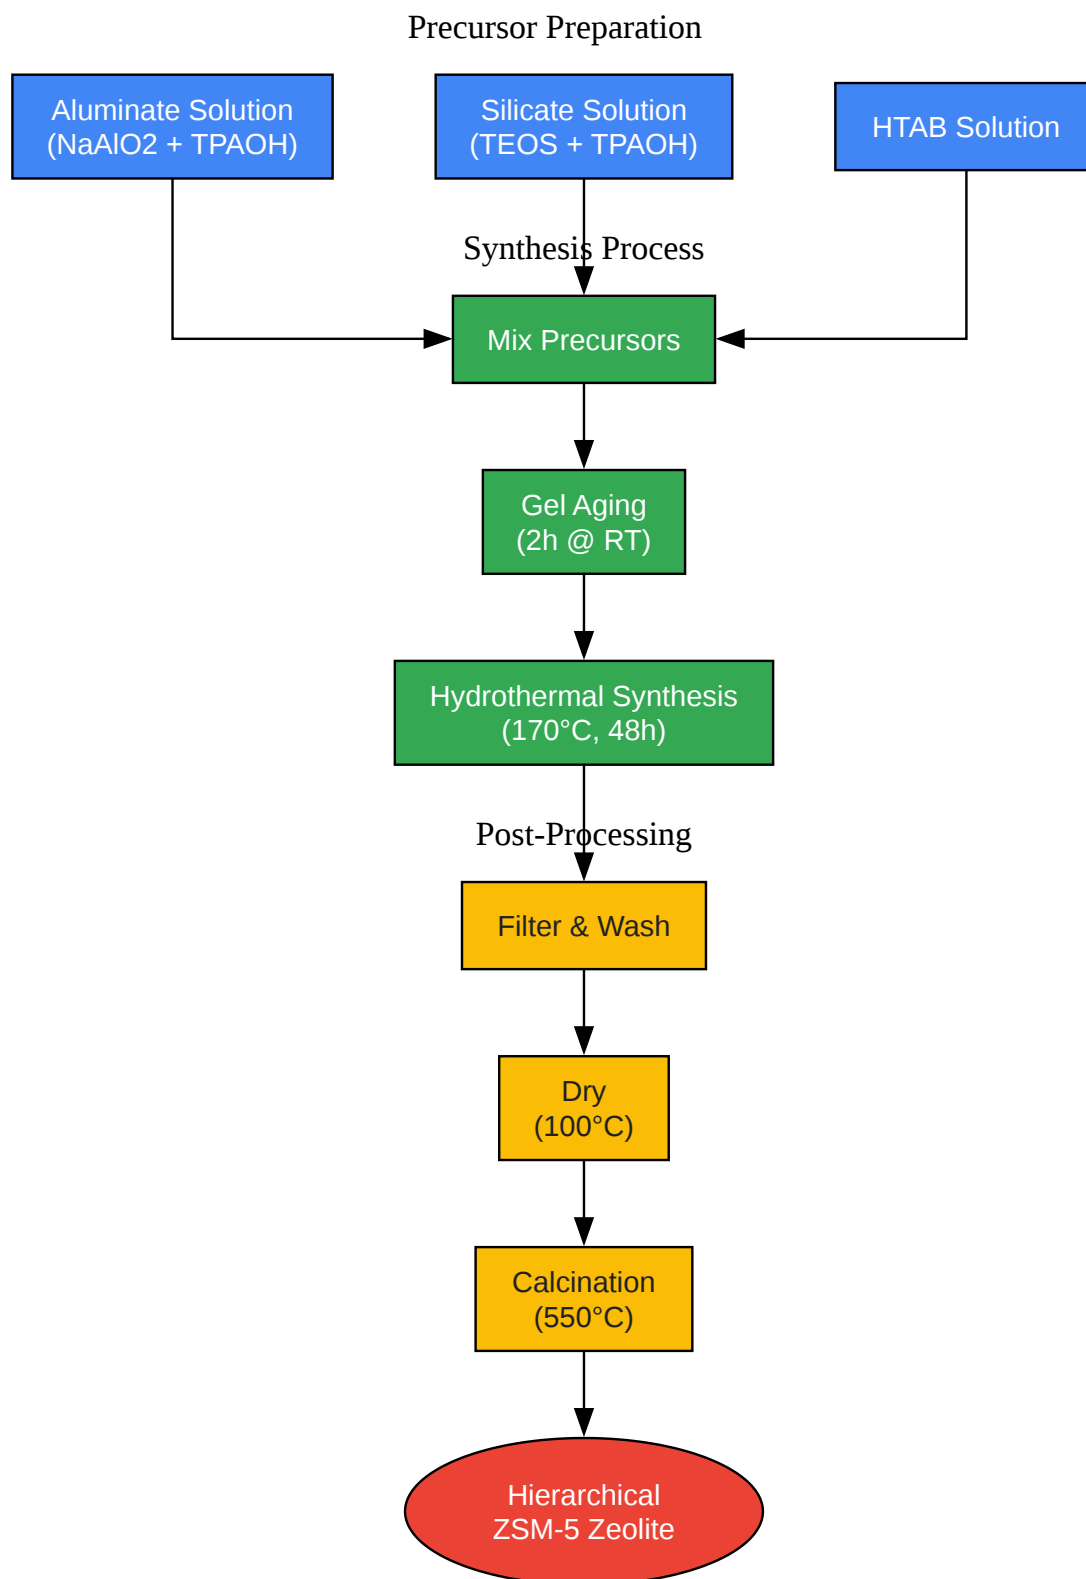 Precursor Preparation
Aluminate Solution
(NaAlO2 + TPAOH)
Silicate Solution
(TEOS + TPAOH)
HTAB Solution
Synthesis Process
Mix Precursors
Gel Aging
(2h @ RT)
Hydrothermal Synthesis
(170°C, 48h)
Post-Processing
Filter & Wash
Dry
(100°C)
Calcination
(550°C)
Hierarchical
ZSM-5 Zeolite